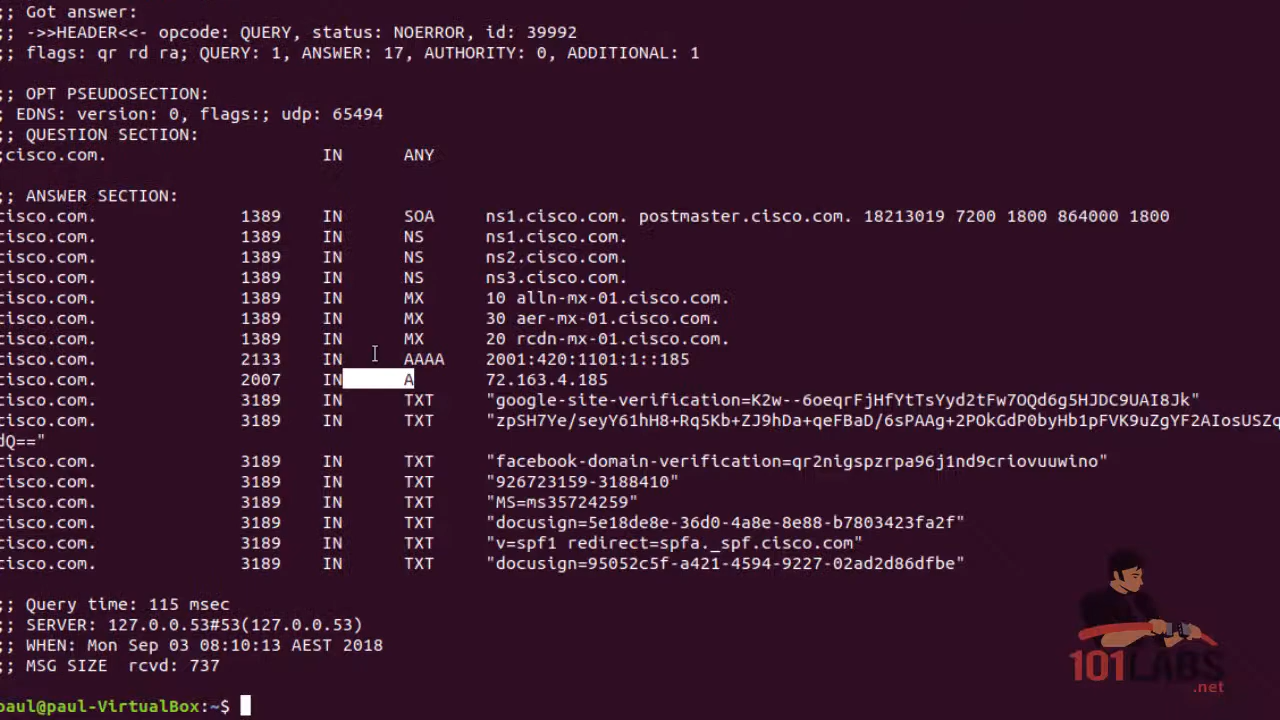 ;; Got answer:
;; ->>HEADER<<- opcode: QUERY, status: NOERROR, id: 39992
;; flags: qr rd ra; QUERY: 1, ANSWER: 17, AUTHORITY: 0, ADDITIONAL: 1
;; OPT PSEUDOSECTION:
; EDNS: version: 0, flags:; udp: 65494
;; QUESTION SECTION:
;cisco.com. IN ANY
;; ANSWER SECTION:
cisco.com. 1389 IN SOA ns1.cisco.com. postmaster.cisco.com. 18213019 7200 1800 864000 1800
cisco.com. 1389 IN NS ns1.cisco.com.
cisco.com. 1389 IN NS ns2.cisco.com.
cisco.com. 1389 IN NS ns3.cisco.com.
cisco.com. 1389 IN MX 10 alln-mx-01.cisco.com.
cisco.com. 1389 IN MX 30 aer-mx-01.cisco.com.
cisco.com. 1389 IN MX 20 rcdn-mx-01.cisco.com.
cisco.com. 2133 IN AAAA 2001:420:1101:1::185
cisco.com. 2007 IN A 72.163.4.185
cisco.com. 3189 IN TXT "google-site-verification=K2w--6oeqrFjHfYtTsYyd2tFw7OQd6g5HJDC9UAI8Jk"
cisco.com. 3189 IN TXT "zpSH7Ye/seyY61hH8+Rq5Kb+ZJ9hDa+qeFBaD/6sPAAg+2POkGdP0byHb1pFVK9uZgYF2AIosUSZq
dQ=="
cisco.com. 3189 IN TXT "facebook-domain-verification=qr2nigspzrpa96j1nd9criovuuwino"
cisco.com. 3189 IN TXT "926723159-3188410"
cisco.com. 3189 IN TXT "MS=ms35724259"
cisco.com. 3189 IN TXT "docusign=5e18de8e-36d0-4a8e-8e88-b7803423fa2f"
cisco.com. 3189 IN TXT "v=spf1 redirect=spfa._spf.cisco.com"
cisco.com. 3189 IN TXT "docusign=95052c5f-a421-4594-9227-02ad2d86dfbe"
;; Query time: 115 msec
;; SERVER: 127.0.0.53#53(127.0.0.53)
;; WHEN: Mon Sep 03 08:10:13 AEST 2018
;; MSG SIZE rcvd: 737
paul@paul-VirtualBox:~$
101LABS
.net